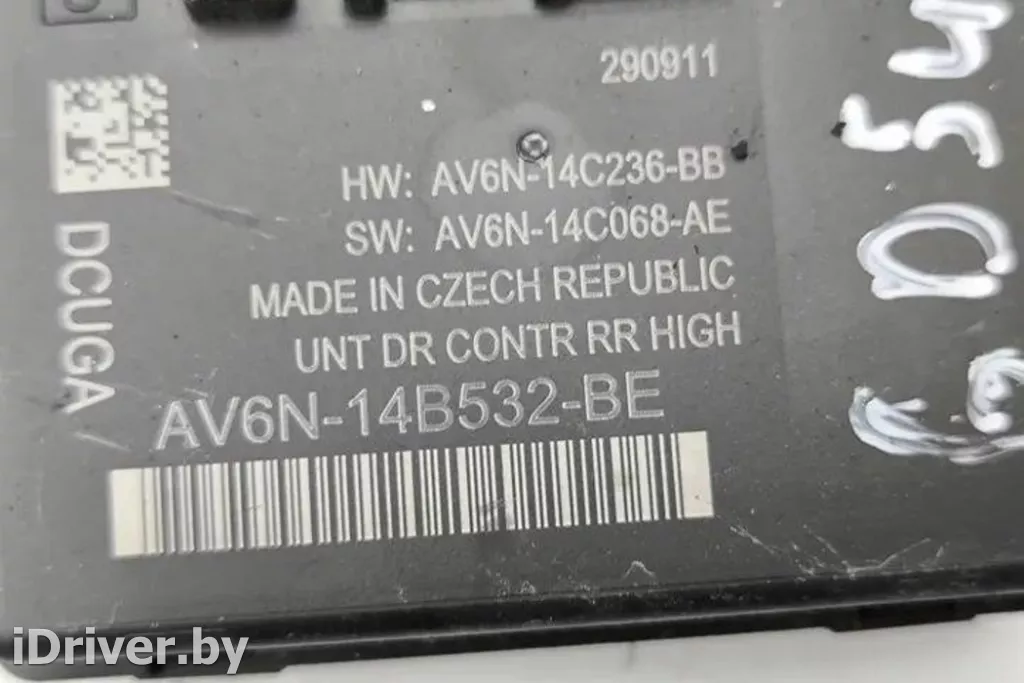 290911
HW: AV6N-14C236-BB
SW: AV6N-14C068-AE
MADE IN CZECH REPUBLIC
UNT DR CONTR RR HIGH
AV6N-14B532-BE
DCUGA
iDriver.by